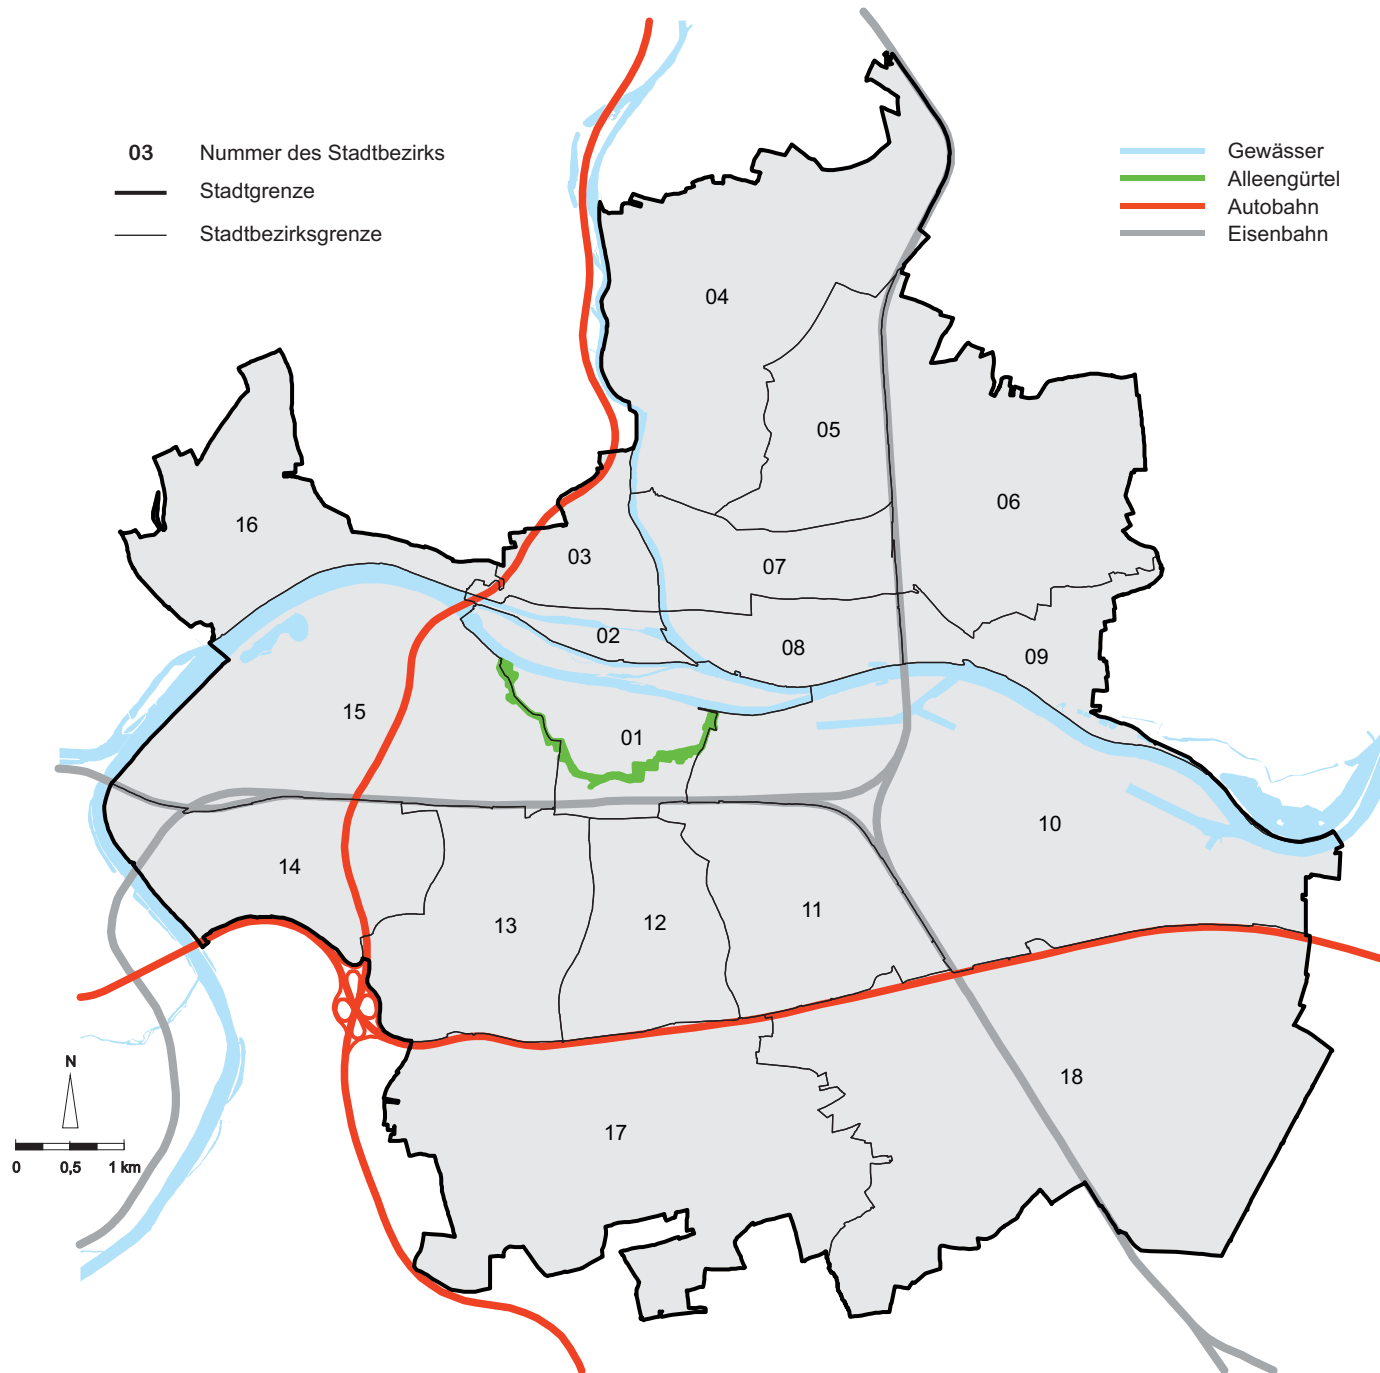 03 Nummer des Stadtbezirks
Stadtgrenze
Stadtbezirksgrenze
Gewässer
Alleengürtel
Autobahn
Eisenbahn
04
05
06
16
03
07
02
08
09
15
01
10
14
13
12
11
18
17
N
0 0,5 1 km